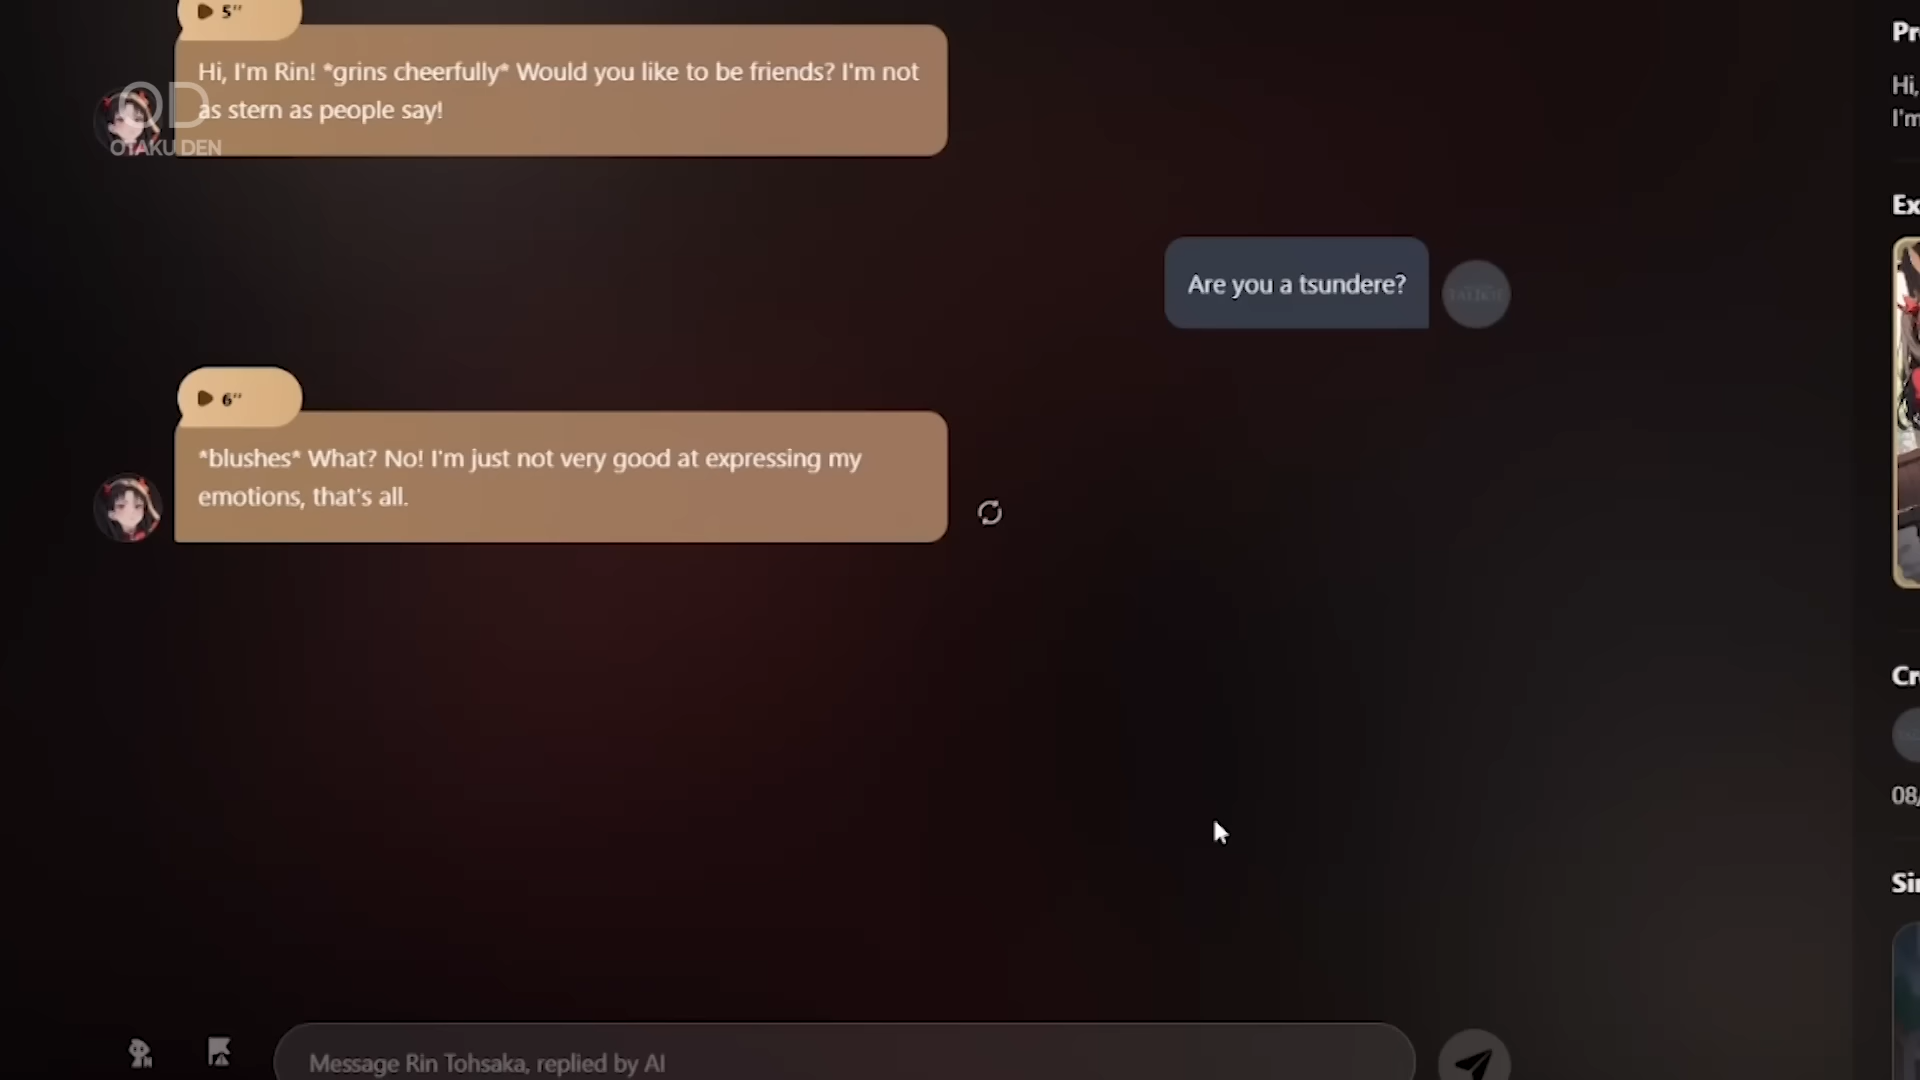 5''
Hi, I'm Rin! *grins cheerfully* Would you like to be friends? I'm not
as stern as people say!
OD
OTAKU DEN
Are you a tsundere?
6''
*blushes* What? No! I'm just not very good at expressing my
emotions, that's all.
Message Rin Tohsaka, replied by AI
Pr
Hi,
I'm
Ex
Cr
08/
Si